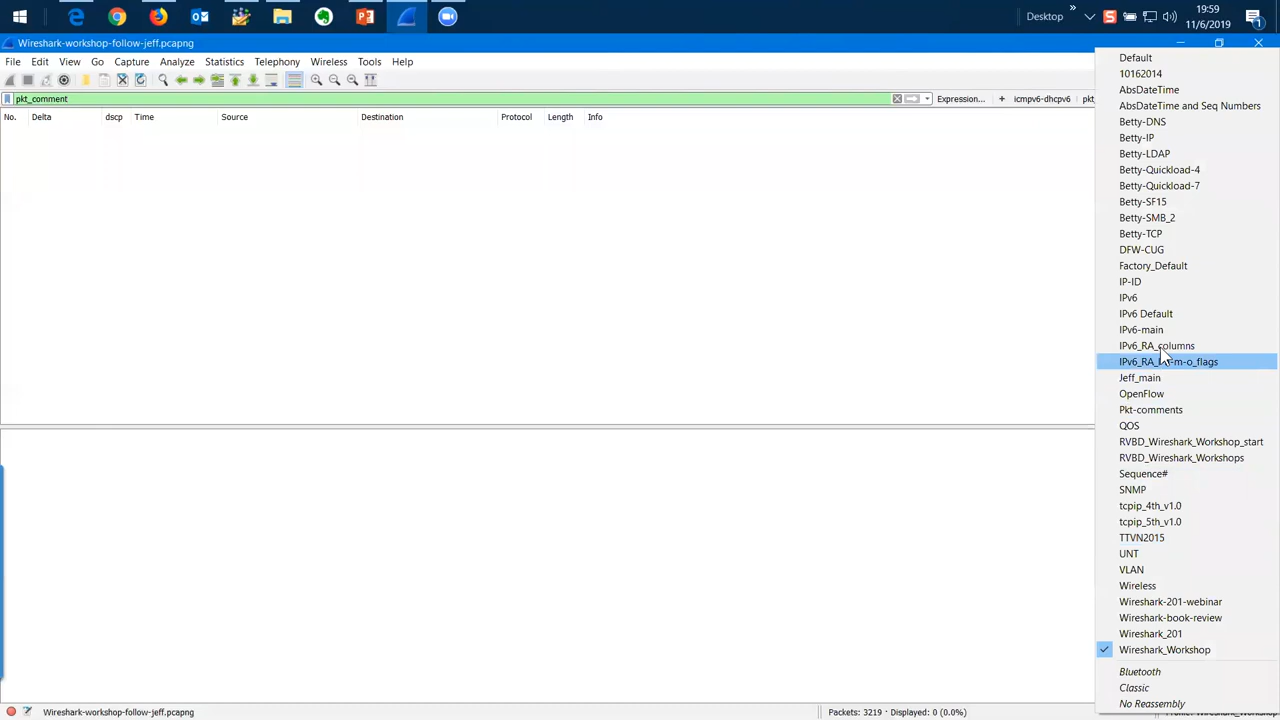 Desktop
19:59
11/6/2019
Wireshark-workshop-follow-jeff.pcapng
File Edit View Go Capture Analyze Statistics Telephony Wireless Tools Help
pkt_comment Expression... + icmpv6-dhcpv6 pkt_
No. Delta dscp Time Source Destination Protocol Length Info
Default
10162014
AbsDateTime
AbsDateTime and Seq Numbers
Betty-DNS
Betty-IP
Betty-LDAP
Betty-Quickload-4
Betty-Quickload-7
Betty-SF15
Betty-SMB_2
Betty-TCP
DFW-CUG
Factory_Default
IP-ID
IPv6
IPv6 Default
IPv6-main
IPv6_RA_columns
IPv6_RA_ -m-o_flags
Jeff_main
OpenFlow
Pkt-comments
QOS
RVBD_Wireshark_Workshop_start
RVBD_Wireshark_Workshops
Sequence#
SNMP
tcpip_4th_v1.0
tcpip_5th_v1.0
TTVN2015
UNT
VLAN
Wireless
Wireshark-201-webinar
Wireshark-book-review
Wireshark_201
Wireshark_Workshop
Bluetooth
Classic
No Reassembly
Wireshark-workshop-follow-jeff.pcapng Packets: 3219 · Displayed: 0 (0.0%)